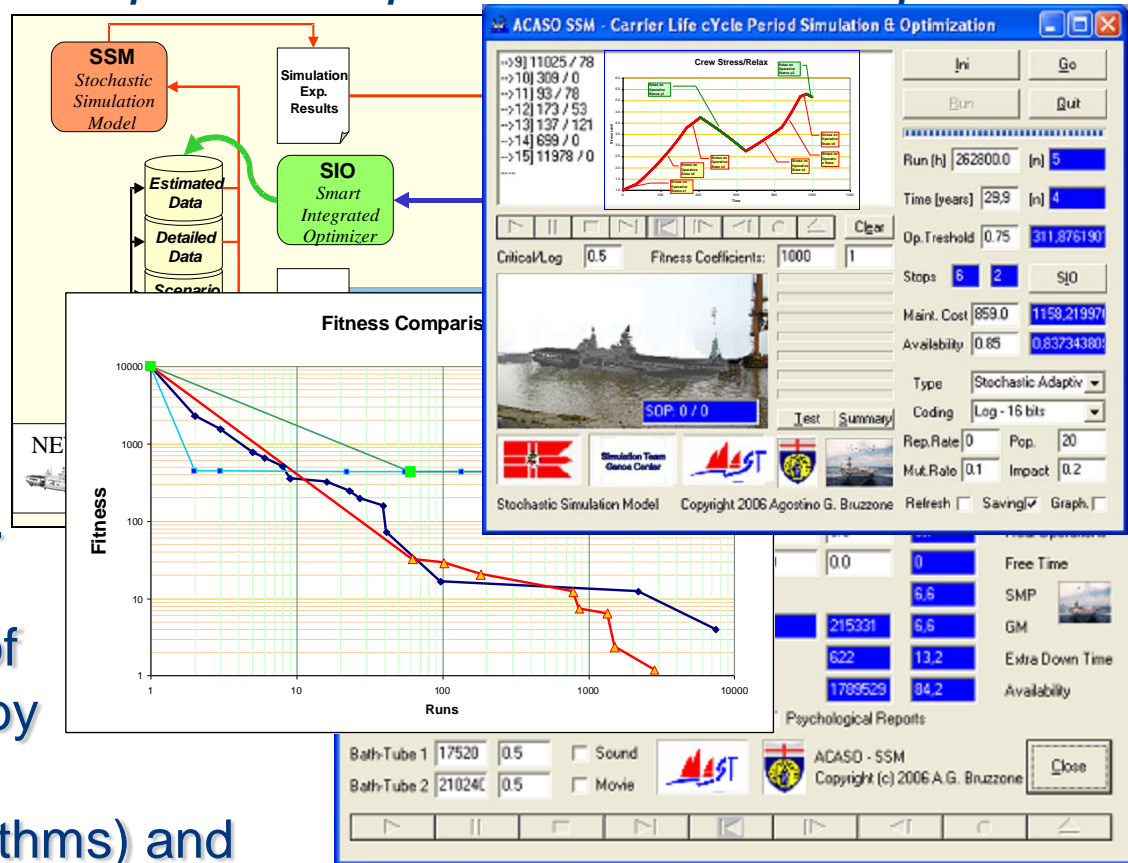 ACASO SSM - Carrier Life cYcle Period Simulation & Optimization
SSM
Stochastic
Simulation
Model
Simulation
Exp.
Results
SIO
Smart
Integrated
Optimizer
Estimated
Data
Detailed
Data
Scenario
-->9] 11025 / 78
-->10] 309 / 0
-->11] 93 / 78
-->12] 173 / 53
-->13] 137 / 121
-->14] 699 / 0
-->15] 11978 / 0
Crew Stress/Relax
Time
Ini Go
Run Quit
Run [h] 262800.0 [n] 5
Time [years] 29,9 [n] 4
Clear
Op.Treshold 0.75 311,876190
Critical/Log 0.5 Fitness Coefficients: 1000 1
Stops 6 2 SIO
Maint. Cost 859.0 1158,21997
Availability 0.85 0,83734380
Type Stochastic Adaptiv
Coding Log - 16 bits
SOP: 0 / 0
Test Summary
Rep.Rate 0 Pop. 20
Mut.Rate 0.1 Impact 0.2
Simulation Team
Genoa Center
Stochastic Simulation Model Copyright 2006 Agostino G. Bruzzone
Refresh Saving Graph.
NE
Fitness Comparis
10000
1000
100
10
1
Fitness
1 10 100 1000 10000
Runs
0.0 0 Free Time
6,6 SMP
215331 6,6 GM
622 13,2 Extra Down Time
1789529 84,2 Availability
Psychological Reports
Bath-Tube 1 17520 0.5 Sound
Bath-Tube 2 210240 0.5 Movie
ACASO - SSM
Copyright (c) 2006 A.G. Bruzzone
Close
of
by
thms) and